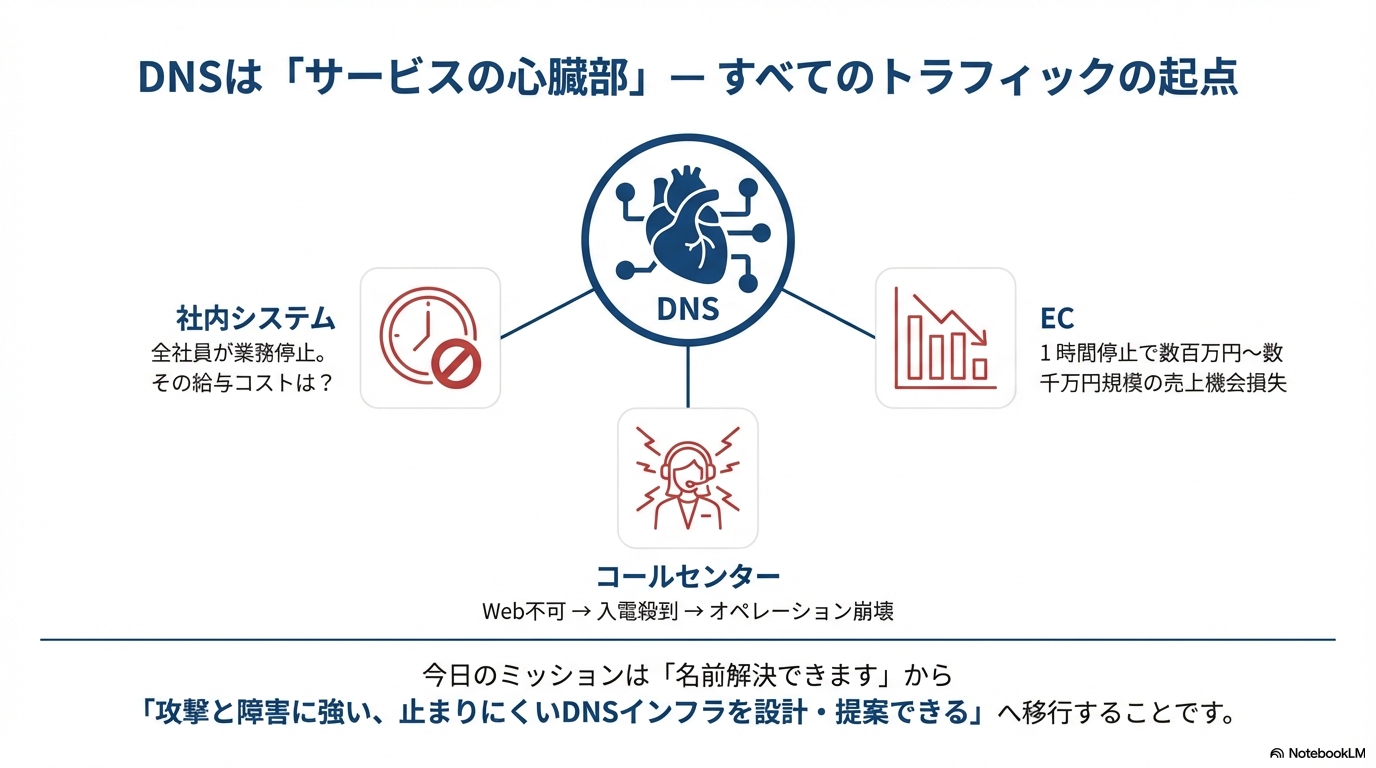 DNSは「サービスの心臓部」— すべてのトラフィックの起点
DNS
社内システム
全社員が業務停止。
その給与コストは？
EC
1時間停止で数百万円〜数
千万円規模の売上機会損失
コールセンター
Web不可 → 入電殺到 → オペレーション崩壊
今日のミッションは「名前解決できます」から
「攻撃と障害に強い、止まりにくいDNSインフラを設計・提案できる」へ移行することです。
NotebookLM